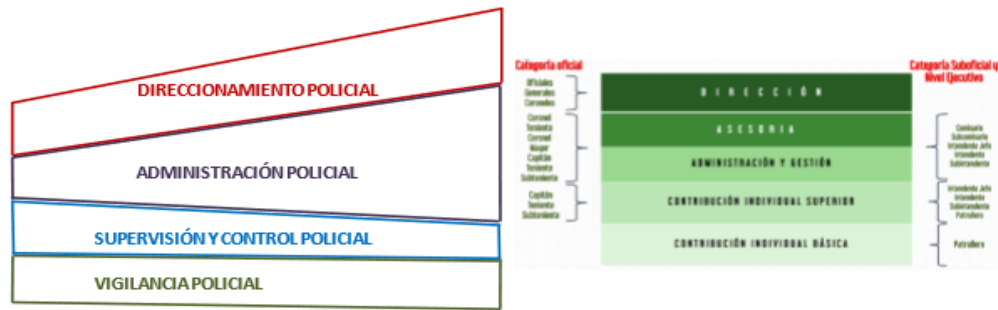 DIRECCIONAMIENTO POLICIAL
ADMINISTRACIÓN POLICIAL
SUPERVISIÓN Y CONTROL POLICIAL
VIGILANCIA POLICIAL
Categoría oficial
Oficiales
Generales
Coroneles
Coronel
Teniente
Coronel
Mayor
Capitán
Teniente
Subteniente
Capitán
Teniente
Subteniente
DIRECCIÓN
ASESORIA
ADMINISTRACIÓN Y GESTIÓN
CONTRIBUCIÓN INDIVIDUAL SUPERIOR
CONTRIBUCIÓN INDIVIDUAL BÁSICA
Categoría Suboficial y
Nivel Ejecutivo
Comisario
Subcomisario
Intendente Jefe
Intendente
Subintendente
Intendente Jefe
Intendente
Subintendente
Patrullero
Patrullero